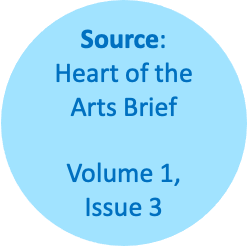 Source:
Heart of the
Arts Brief
Volume 1,
Issue 3